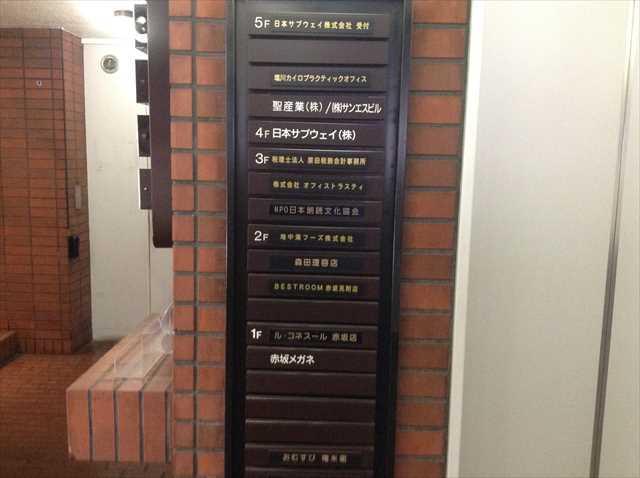 5F 日本サブウェイ株式会社 受付
塩川カイロプラクティックオフィス
聖産業(株)/(株)サンエスビル
4F 日本サブウェイ(株)
3F 税理士法人 原田税務会計事務所
株式会社 オフィストラスティ
NPO日本朗読文化協会
2F 地中海フーズ株式会社
森田理容店
BESTROOM 赤坂見附店
1F ル・コネスール 赤坂店
赤坂メガネ
おむすび 権米衛